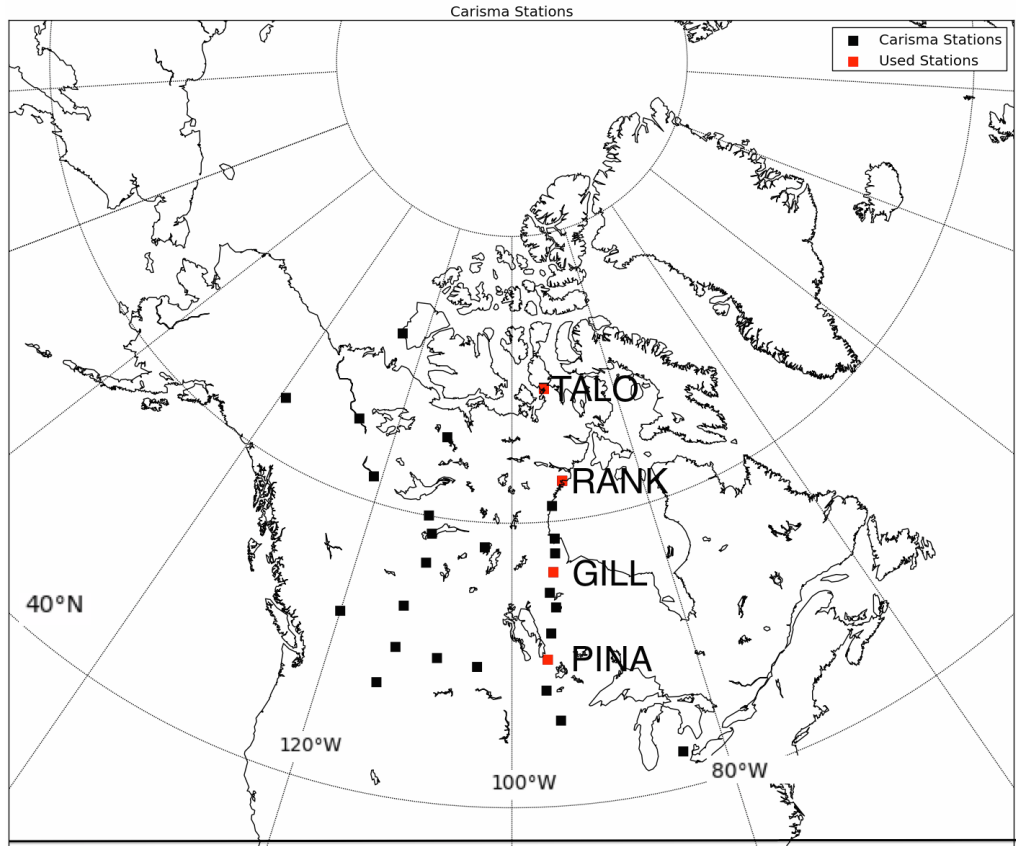 Carisma Stations
Carisma Stations
Used Stations
TALO
RANK
GILL
40°N
PINA
120°W
80°W
100°W